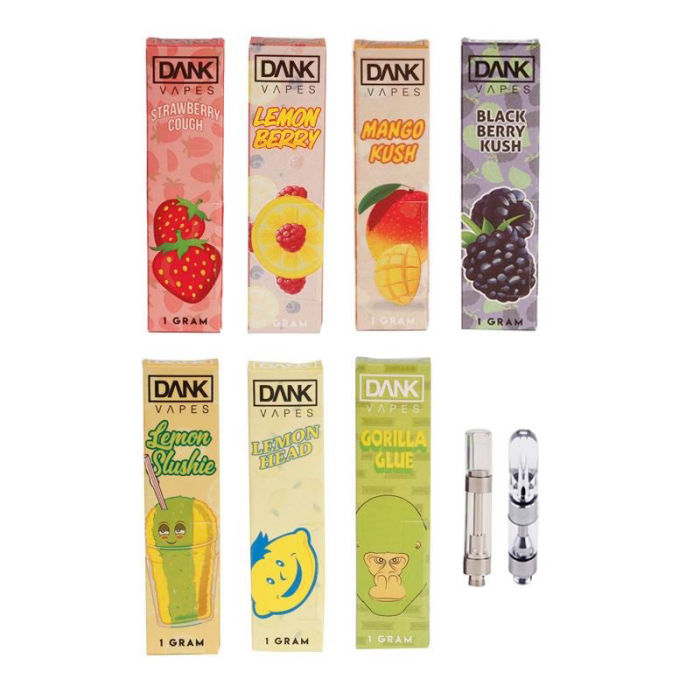 DANK
VAPES
STRAWBERRY
COUGH
1 GRAM
DANK
VAPES
LEMON
BERRY
1 GRAM
DANK
VAPES
MANGO
KUSH
1 GRAM
DANK
VAPES
BLACK
BERRY
KUSH
1 GRAM
DANK
VAPES
Lemon
Slushie
1 GRAM
DANK
VAPES
LEMON
HEAD
1 GRAM
DANK
VAPES
GORILLA
GLUE
1 GRAM